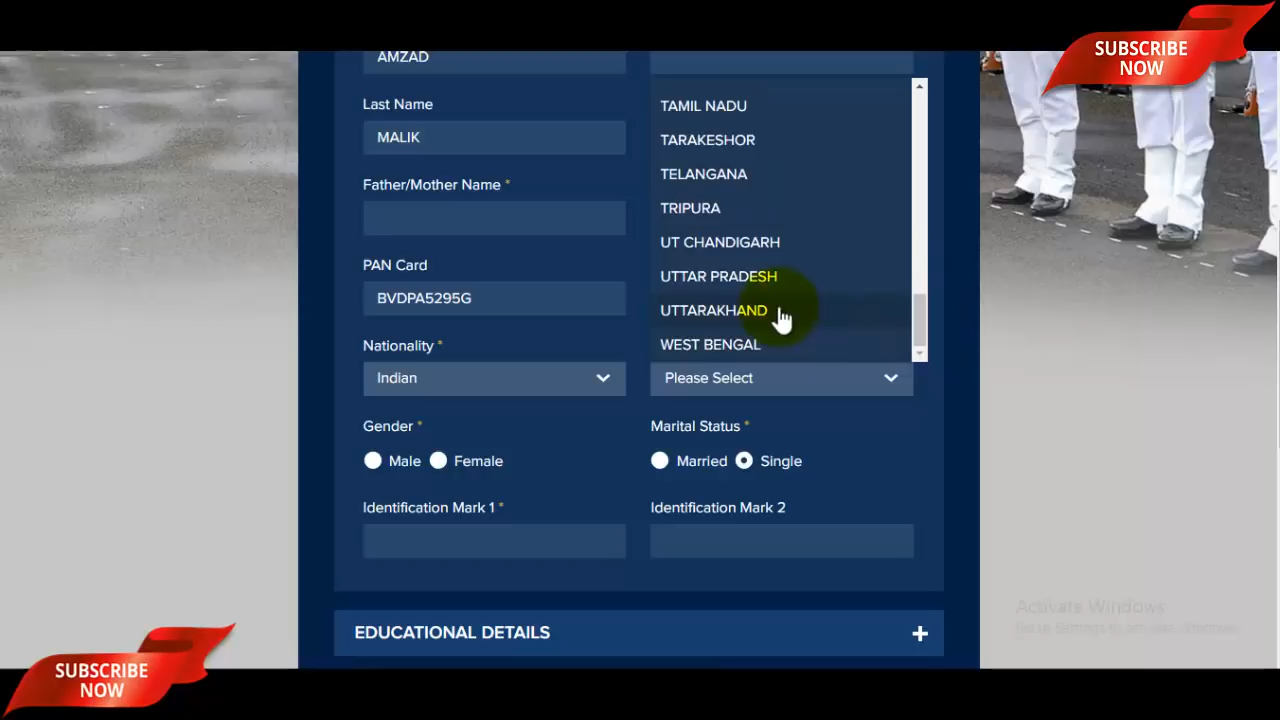 SUBSCRIBE
NOW
AMZAD
Last Name
MALIK
Father/Mother Name *
PAN Card
BVDPA5295G
Nationality *
Indian
Gender *
Male Female
Identification Mark 1 *
TAMIL NADU
TARAKESHOR
TELANGANA
TRIPURA
UT CHANDIGARH
UTTAR PRADESH
UTTARAKHAND
WEST BENGAL
Please Select
Marital Status *
Married Single
Identification Mark 2
EDUCATIONAL DETAILS +
Activate Windows
SUBSCRIBE
NOW